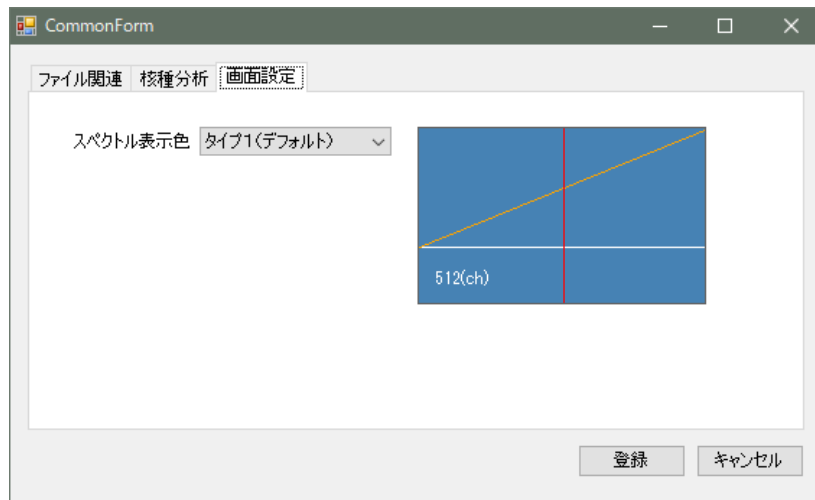 CommonForm
ファイル関連 核種分析 画面設定
スペクトル表示色 タイプ1(デフォルト)
512(ch)
登録 キャンセル